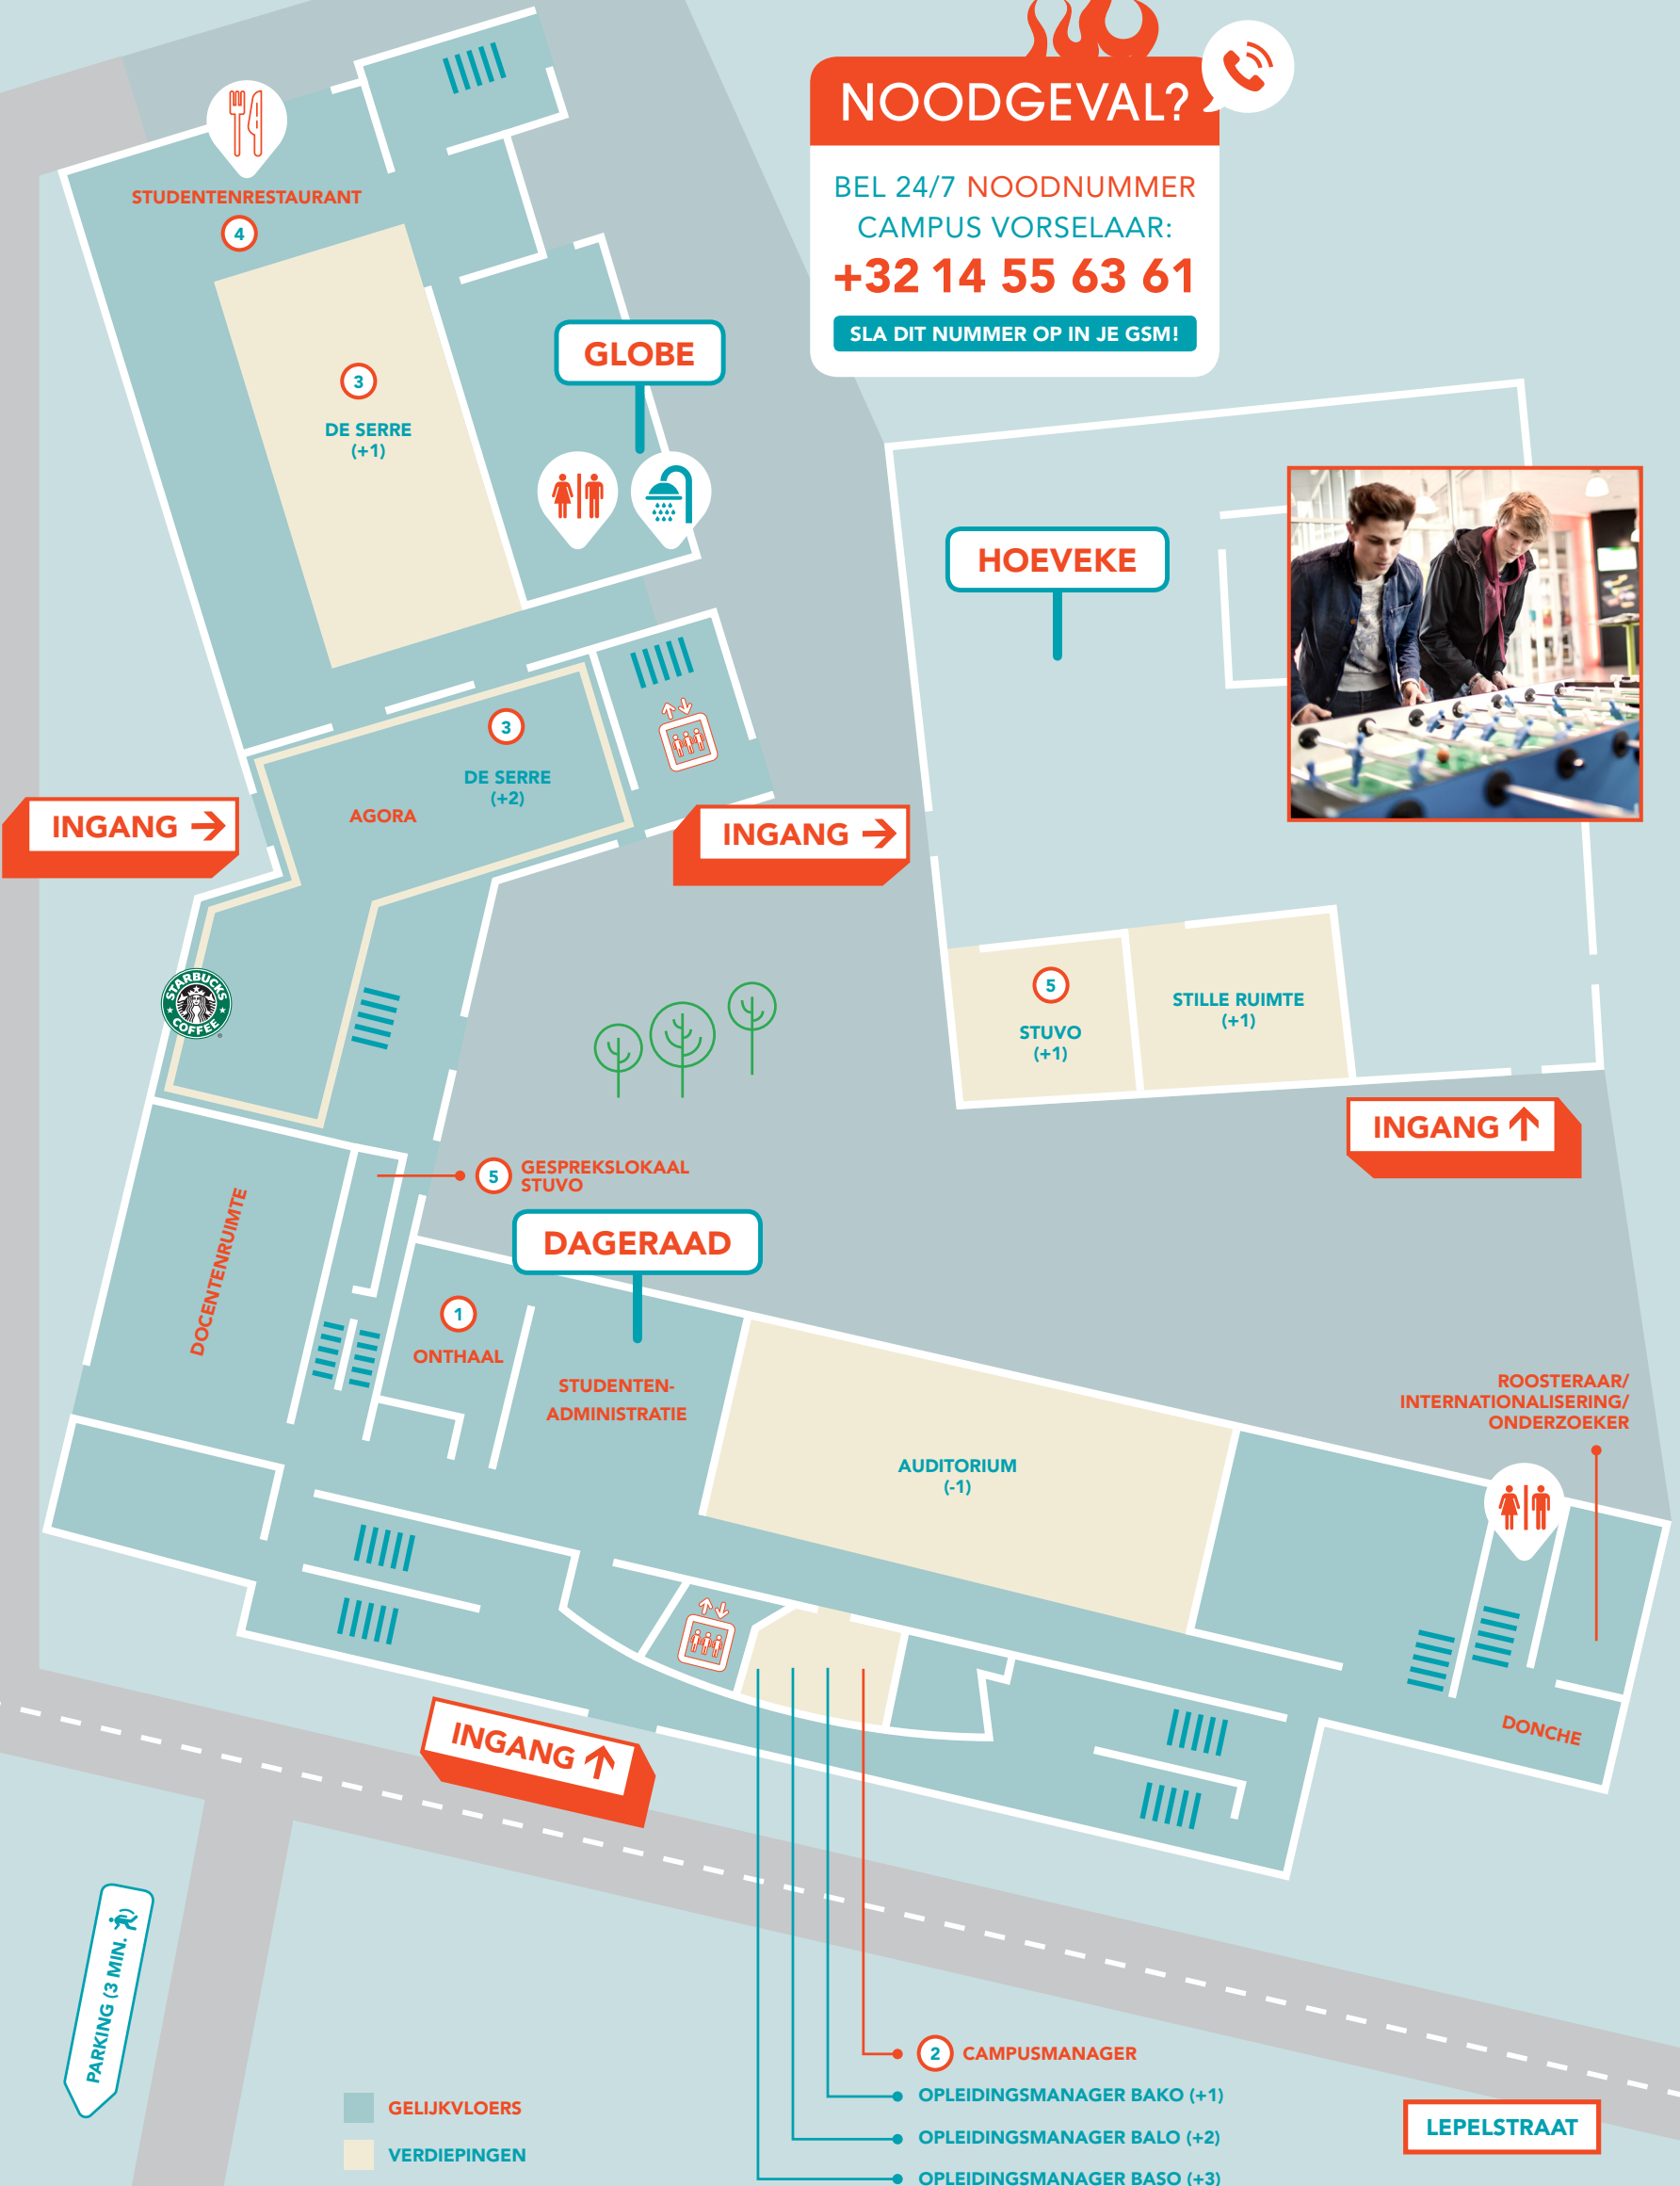 NOODGEVAL?
BEL 24/7 NOODNUMMER
CAMPUS VORSELAAR:
+32 14 55 63 61
SLA DIT NUMMER OP IN JE GSM!
STUDENTENRESTAURANT
4
GLOBE
3
DE SERRE
(+1)
HOEVEKE
3
DE SERRE
(+2)
AGORA
INGANG
INGANG
STARBUCKS
COFFEE
5
STUVO
(+1)
STILLE RUIMTE
(+1)
INGANG
5
GESPREKSLOKAAL
STUVO
DAGERAAD
DOCENTENRUIMTE
1
ONTHAAL
STUDENTEN-
ADMINISTRATIE
AUDITORIUM
(-1)
ROOSTERAAR/
INTERNATIONALISERING/
ONDERZOEKER
DONCHE
INGANG
PARKING (3 MIN.
2 CAMPUSMANAGER
OPLEIDINGSMANAGER BAKO (+1)
OPLEIDINGSMANAGER BALO (+2)
OPLEIDINGSMANAGER BASO (+3)
GELIJKVLOERS
VERDIEPINGEN
LEPELSTRAAT